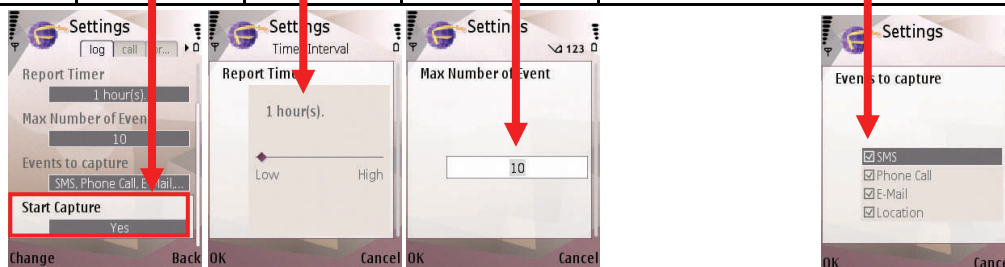 Settings
log call
Report Timer
1 hour(s).
Max Number of Even
10
Events to capture
SMS, Phone Call, E-Mail,...
Start Capture
Yes
Change Back
Settings
Time Interval
Report Timer
1 hour(s).
Low High
OK Cancel
Settings
123
Max Number of Event
10
OK Cancel
Settings
Events to capture
SMS
Phone Call
E-Mail
Location
OK Cance